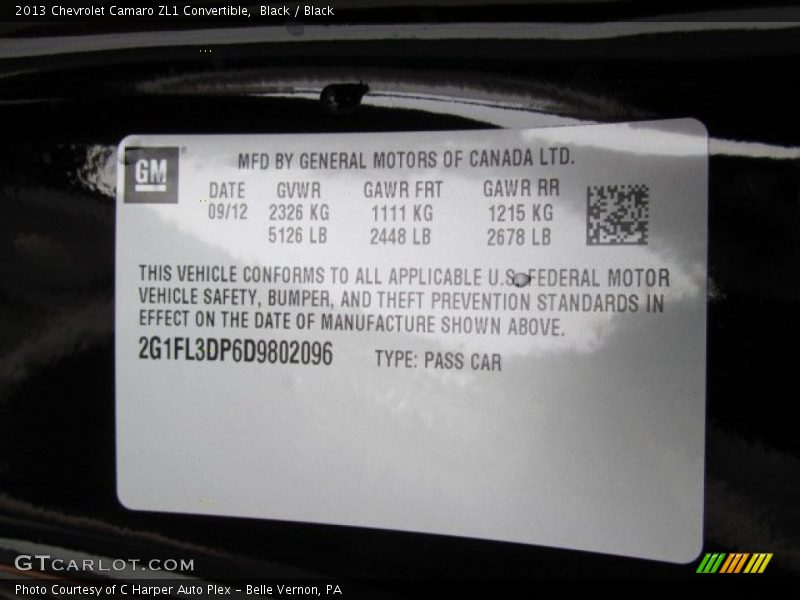 2013 Chevrolet Camaro ZL1 Convertible, Black / Black
GM
MFD BY GENERAL MOTORS OF CANADA LTD.
DATE GVWR GAWR FRT GAWR RR
09/12 2326 KG 1111 KG 1215 KG
5126 LB 2448 LB 2678 LB
THIS VEHICLE CONFORMS TO ALL APPLICABLE U.S. FEDERAL MOTOR
VEHICLE SAFETY, BUMPER, AND THEFT PREVENTION STANDARDS IN
EFFECT ON THE DATE OF MANUFACTURE SHOWN ABOVE.
2G1FL3DP6D9802096 TYPE: PASS CAR
GTCARLOT.COM
Photo Courtesy of C Harper Auto Plex - Belle Vernon, PA